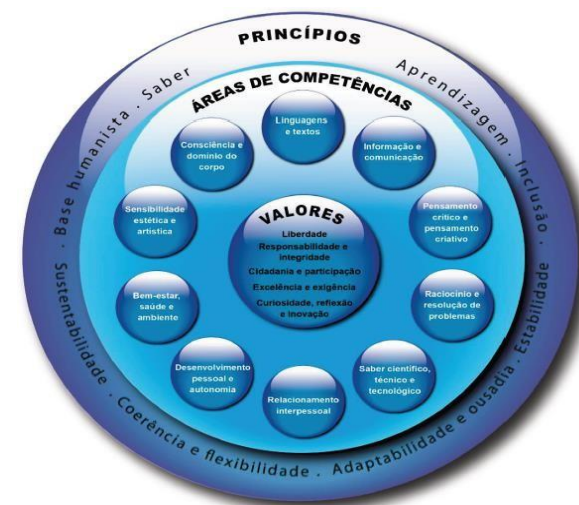 PRINCÍPIOS
Base humanista . Saber
Aprendizagem . Inclusão .
Sustentabilidade . Coerência e flexibilidade . Adaptabilidade e ousadia . Estabilidade
ÁREAS DE COMPETÊNCIAS
Linguagens
e textos
Informação e
comunicação
Pensamento
crítico e
pensamento
criativo
Raciocínio e
resolução de
problemas
Saber científico,
técnico e
tecnológico
Relacionamento
interpessoal
Desenvolvimento
pessoal e
autonomia
Bem-estar,
saúde e
ambiente
Sensibilidade
estética e
artística
Consciência e
domínio do
corpo
VALORES
Liberdade
Responsabilidade e
integridade
Cidadania e participação
Excelência e exigência
Curiosidade, reflexão
e inovação